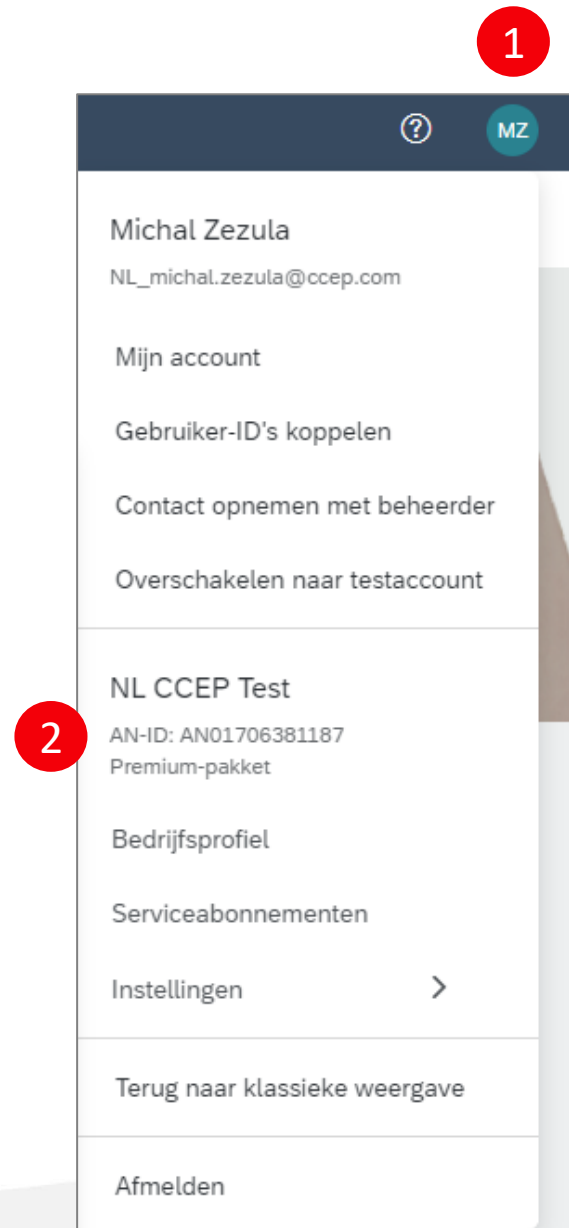 1
MZ
Michal Zezula
NL_michal.zezula@ccep.com
Mijn account
Gebruiker-ID's koppelen
Contact opnemen met beheerder
Overschakelen naar testaccount
NL CCEP Test
2
AN-ID: AN01706381187
Premium-pakket
Bedrijfsprofiel
Serviceabonnementen
Instellingen
Terug naar klassieke weergave
Afmelden